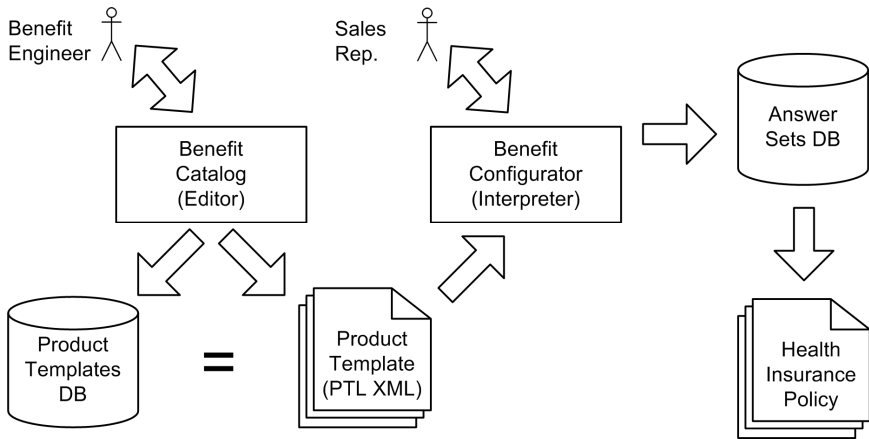 Benefit
Engineer
Sales
Rep.
Benefit
Catalog
(Editor)
Benefit
Configurator
(Interpreter)
Answer
Sets DB
Product
Templates
DB
=
Product
Template
(PTL XML)
Health
Insurance
Policy